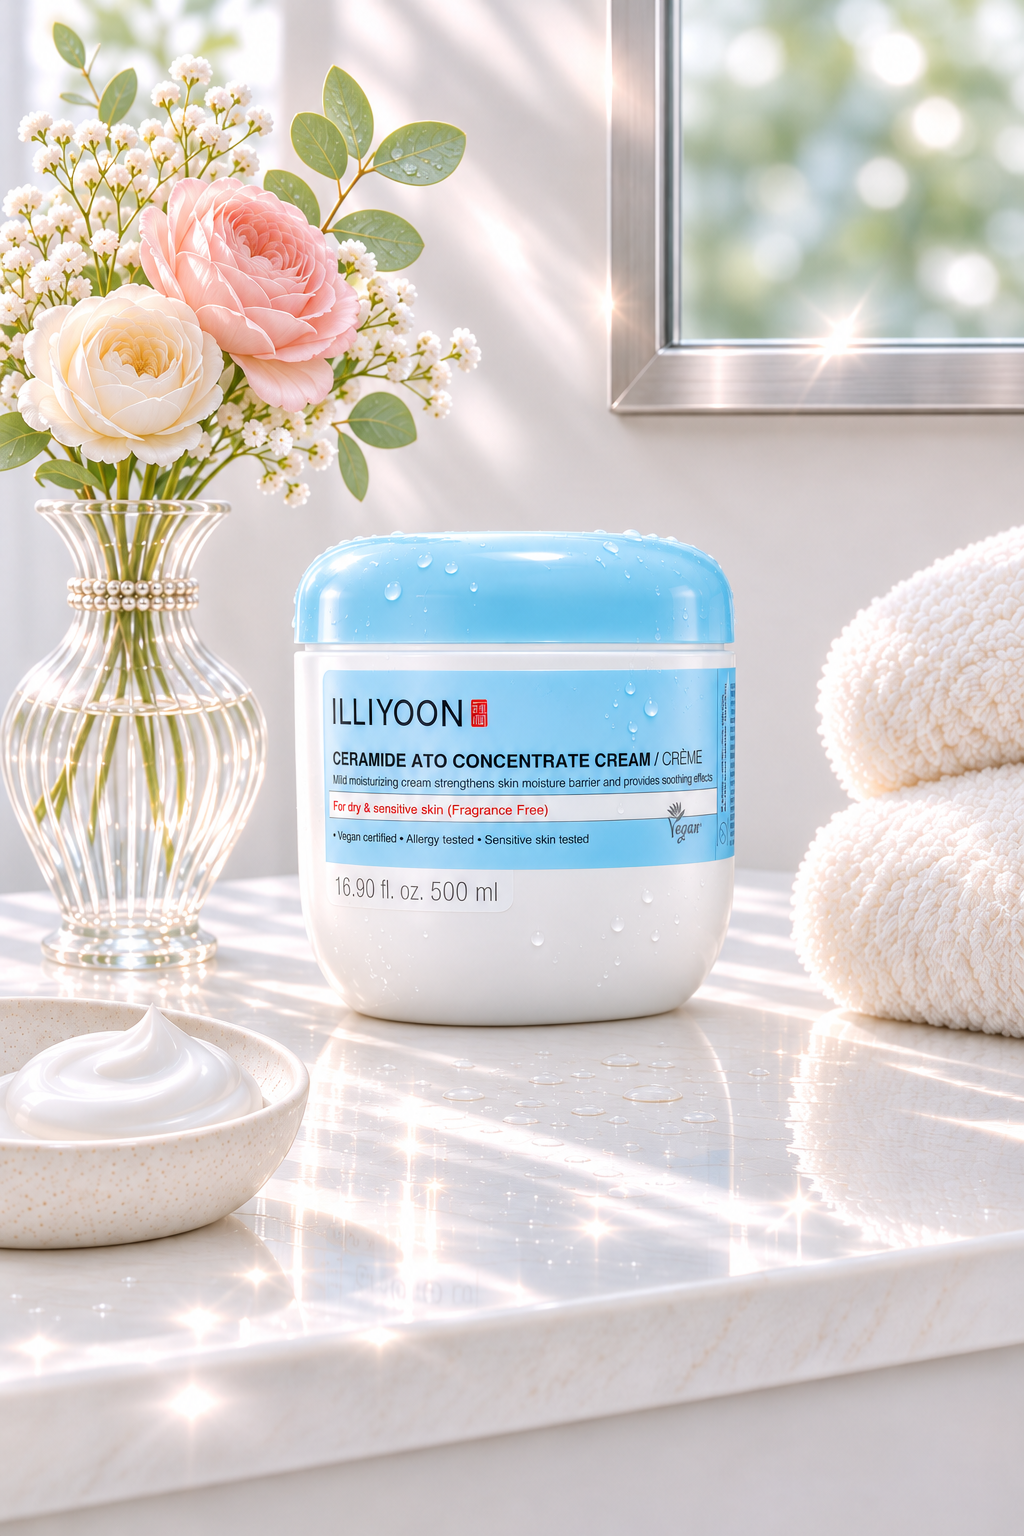 ILLIYOON
CERAMIDE ATO CONCENTRATE CREAM / CRÈME
Mild moisturizing cream strengthens skin moisture barrier and provides soothing effects
For dry & sensitive skin (Fragrance Free)
Vegan
• Vegan certified • Allergy tested • Sensitive skin tested
16.90 fl. oz. 500 ml